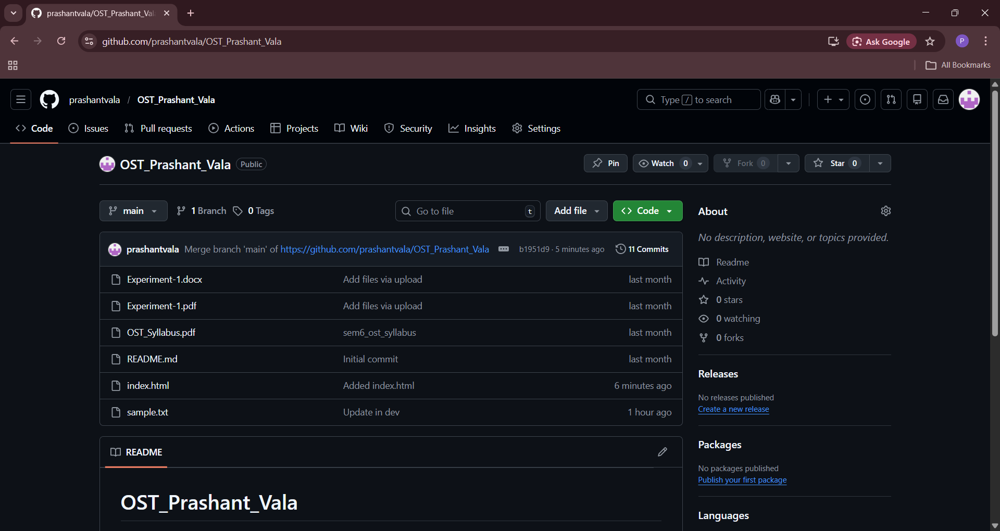 prashantvala/OST_Prashant_Val
github.com/prashantvala/OST_Prashant_Vala
Ask Google
P
All Bookmarks
prashantvala / OST_Prashant_Vala
Type / to search
Code Issues Pull requests Actions Projects Wiki Security Insights Settings
OST_Prashant_Vala Public
Pin Watch 0 Fork 0 Star 0
main 1 Branch 0 Tags Go to file t Add file Code
prashantvala Merge branch 'main' of https://github.com/prashantvala/OST_Prashant_Vala b1951d9 · 5 minutes ago 11 Commits
Experiment-1.docx Add files via upload last month
Experiment-1.pdf Add files via upload last month
OST_Syllabus.pdf sem6_ost_syllabus last month
README.md Initial commit last month
index.html Added index.html 6 minutes ago
sample.txt Update in dev 1 hour ago
README
OST_Prashant_Vala
About
No description, website, or topics provided.
Readme
Activity
0 stars
0 watching
0 forks
Releases
No releases published
Create a new release
Packages
No packages published
Publish your first package
Languages